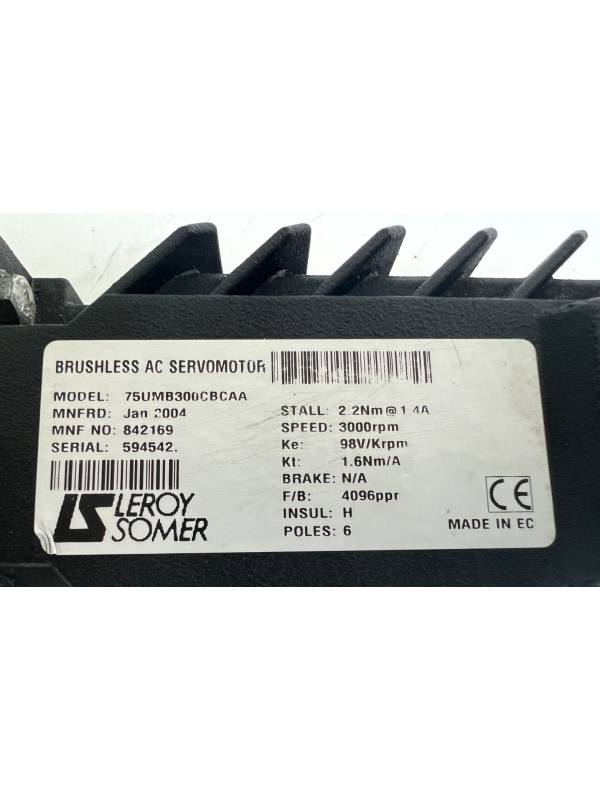 BRUSHLESS AC SERVOMOTOR
MODEL: 75UMB300CBCAA
MNFRD: Jan 2004
MNF NO: 842169
SERIAL: 594542.
LS LEROY
SOMER
STALL: 2.2Nm@1.4A
SPEED: 3000rpm
Ke: 98V/Krpm
Kt: 1.6Nm/A
BRAKE: N/A
F/B: 4096ppr
INSUL: H
POLES: 6
CE
MADE IN EC